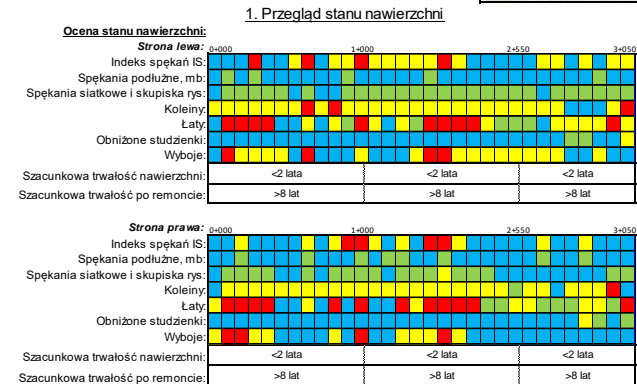 1. Przegląd stanu nawierzchni
Ocena stanu nawierzchni:
Strona lewa: 0+000 1+000 2+550 3+050
Indeks spękań IS:
Spękania podłużne, mb:
Spękania siatkowe i skupiska rys:
Koleiny:
Łaty:
Obniżone studzienki:
Wyboje:
Szacunkowa trwałość nawierzchni: <2 lata <2 lata <2 lata
Szacunkowa trwałość po remoncie: >8 lat >8 lat >8 lat
Strona prawa: 0+000 1+000 2+550 3+050
Indeks spękań IS:
Spękania podłużne, mb:
Spękania siatkowe i skupiska rys:
Koleiny:
Łaty:
Obniżone studzienki:
Wyboje:
Szacunkowa trwałość nawierzchni: <2 lata <2 lata <2 lata
Szacunkowa trwałość po remoncie: >8 lat >8 lat >8 lat